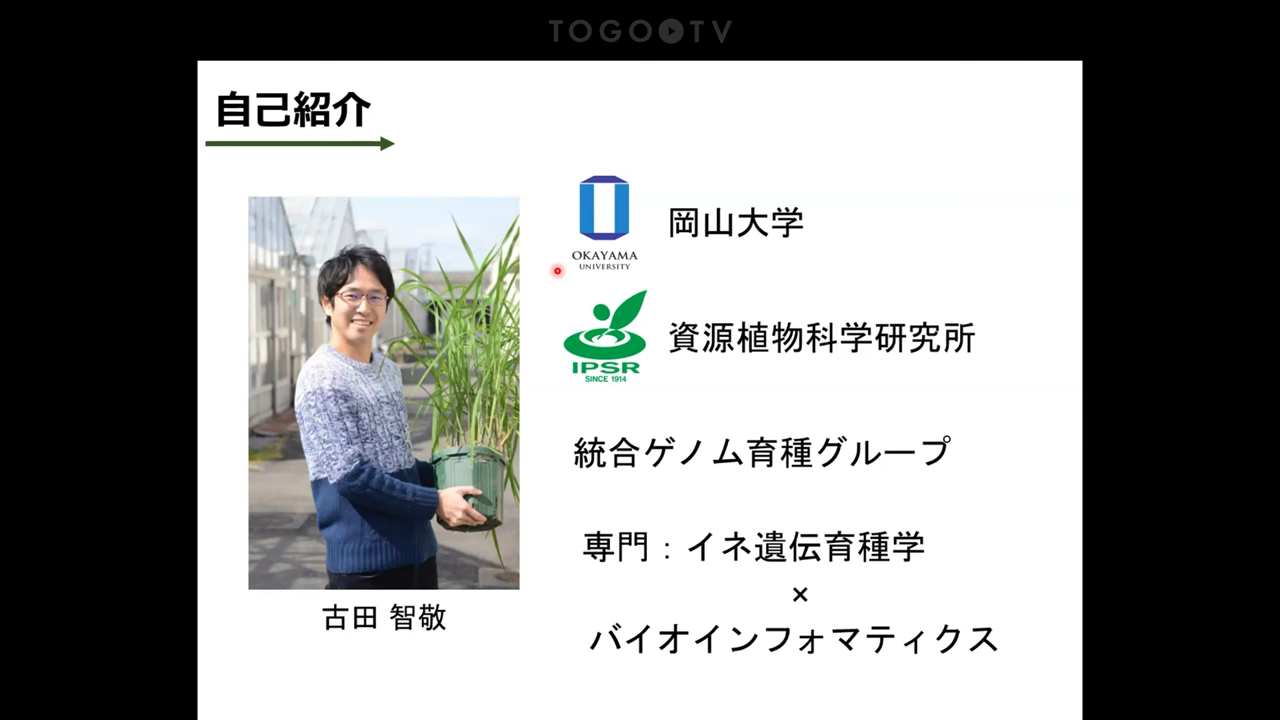 TOGO TV
自己紹介
OKAYAMA
UNIVERSITY
岡山大学
IPSR
SINCE 1914
資源植物科学研究所
統合ゲノム育種グループ
専門：イネ遺伝育種学
×
バイオインフォマティクス
古田 智敬